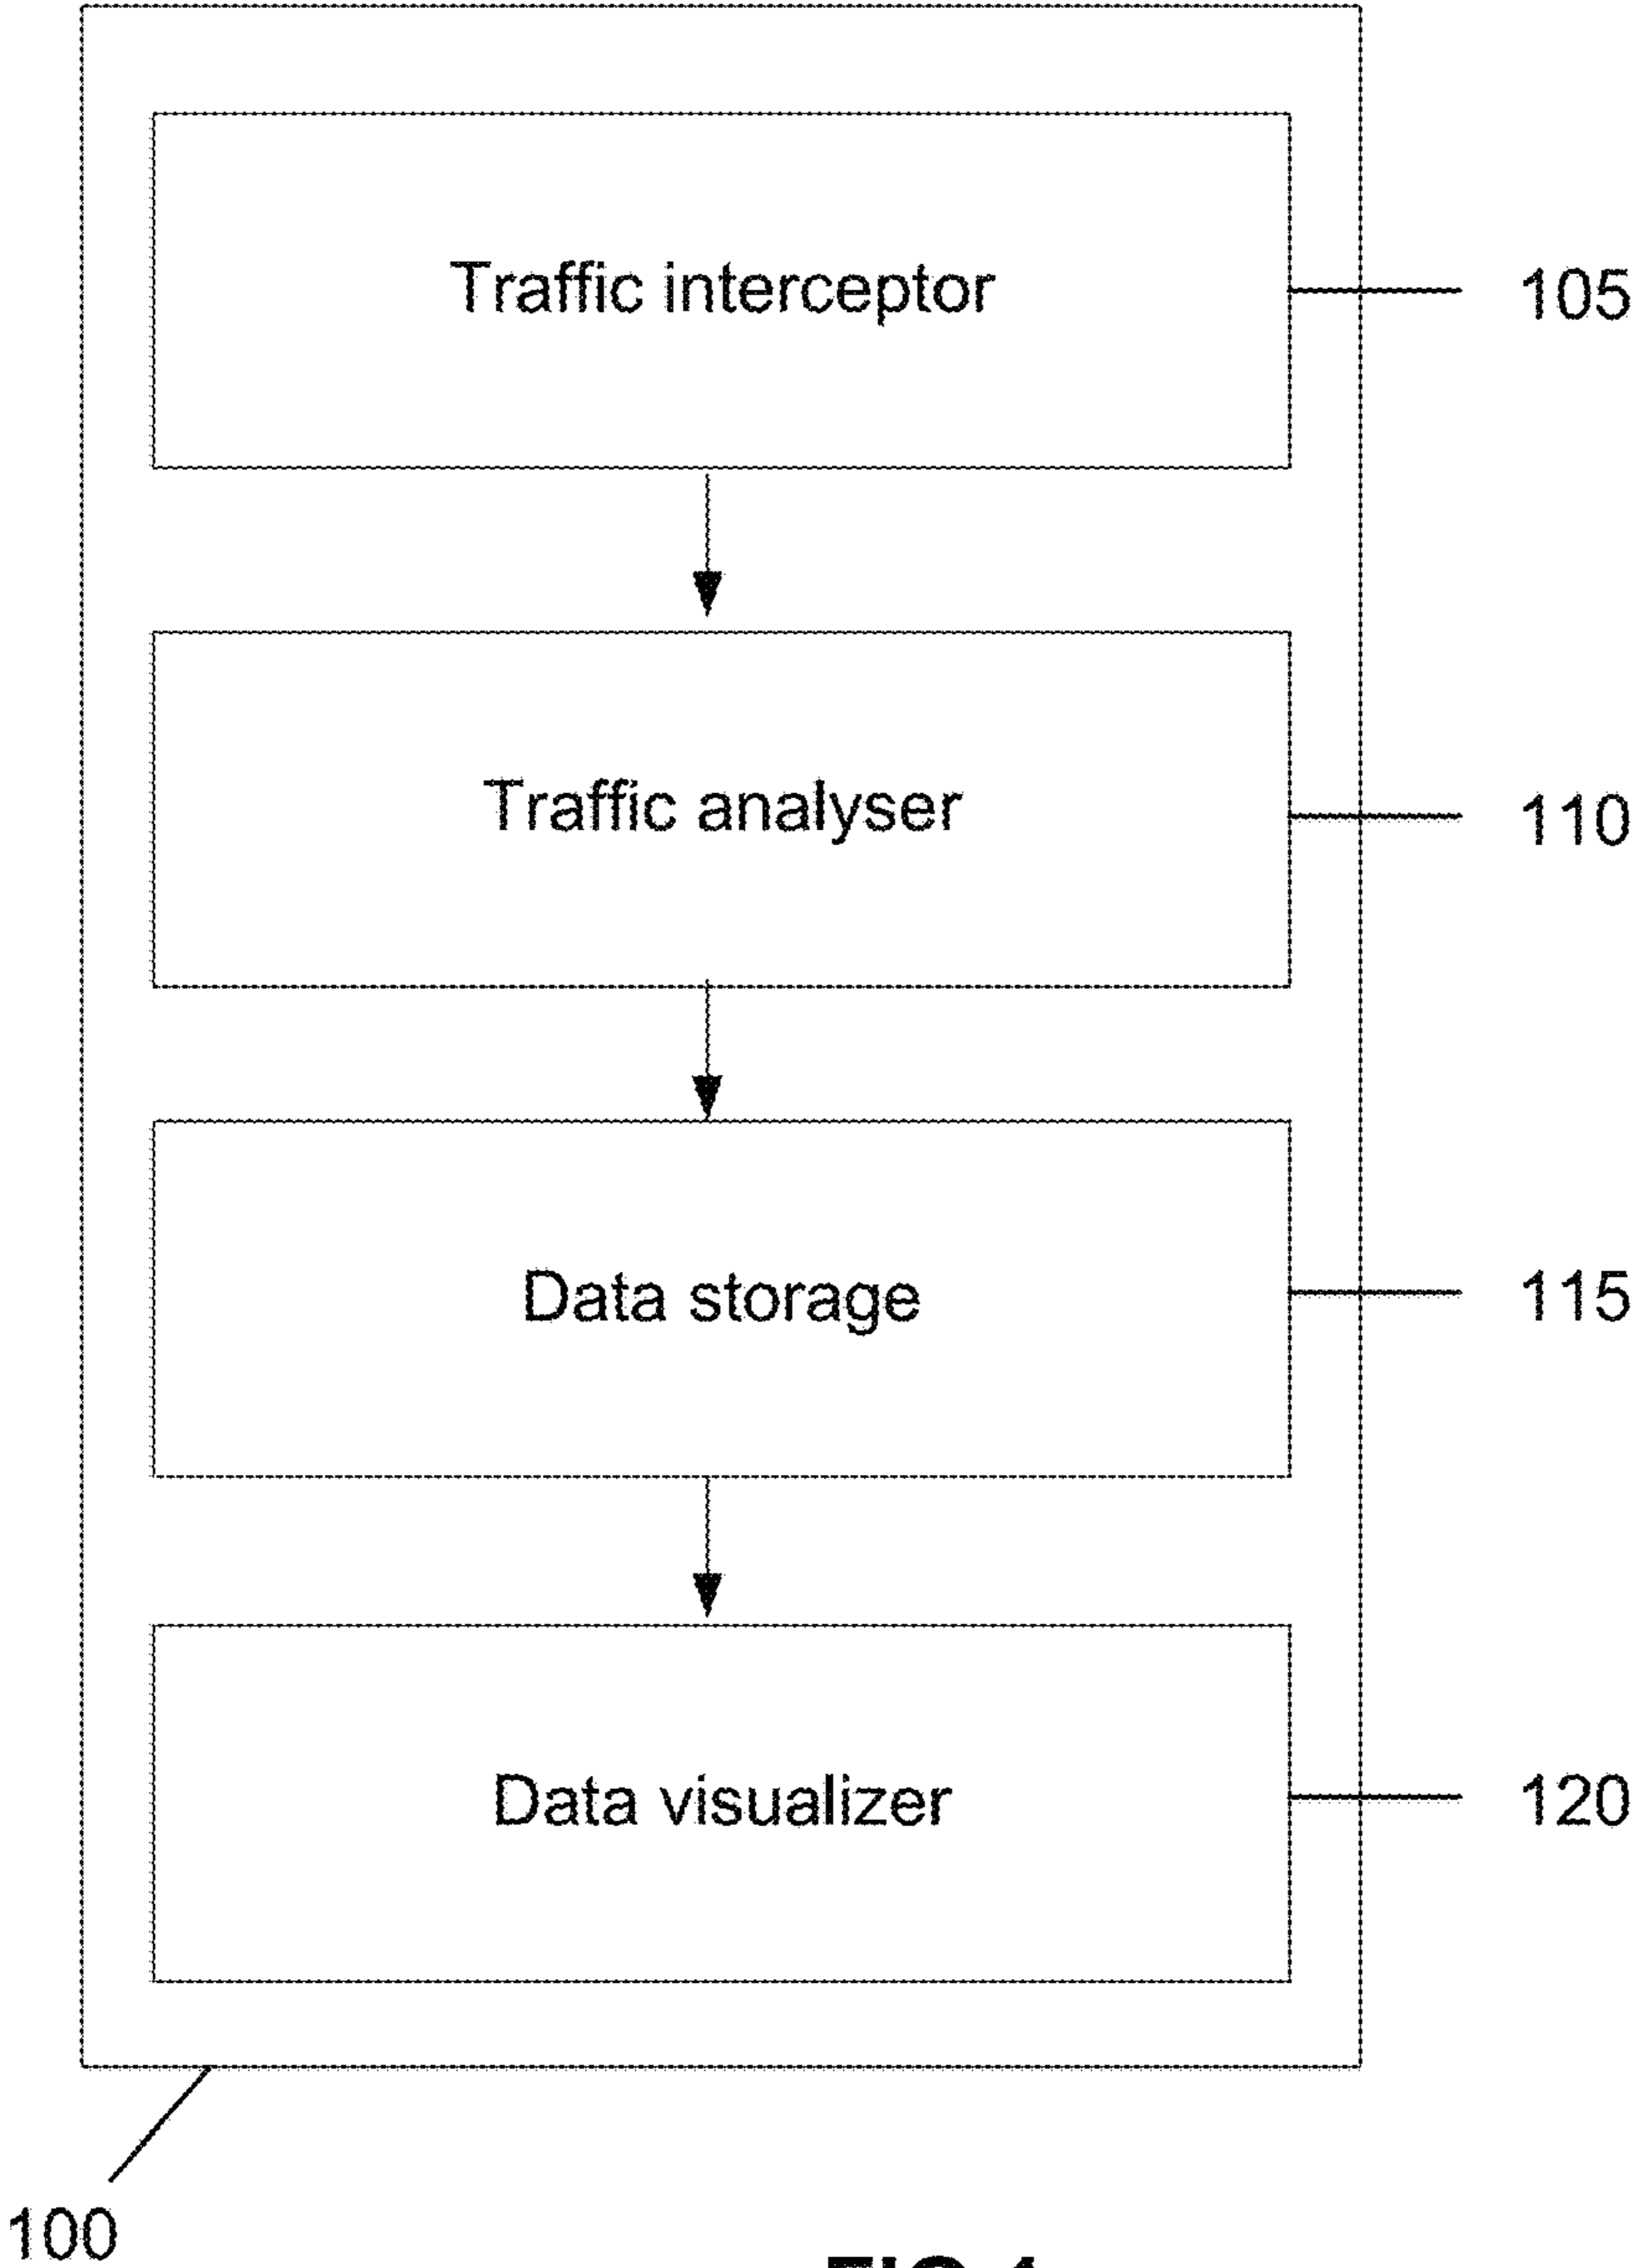 Traffic interceptor
105
Traffic analyser
110
Data storage
115
Data visualizer
120
100